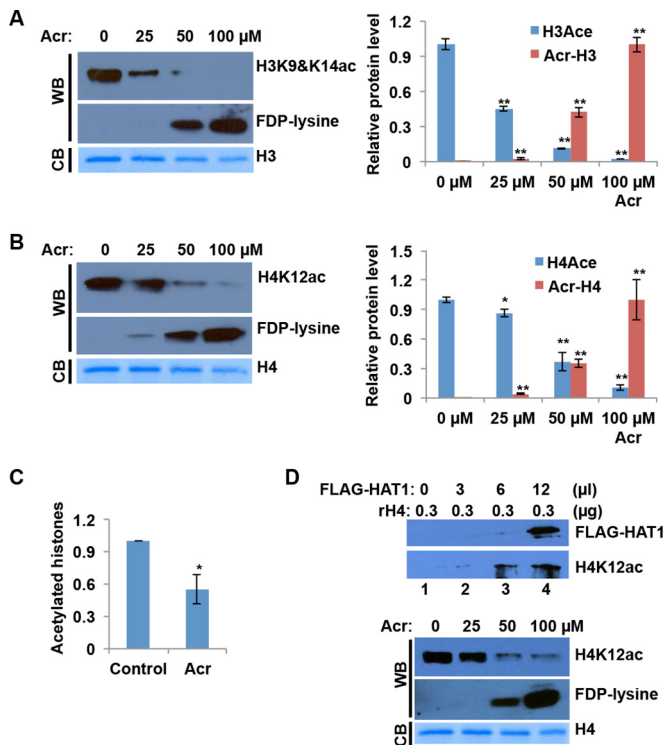 A
Acr: 0 25 50 100 µM
WB
H3K9&K14ac
FDP-lysine
CB
H3
Relative protein level
1.2
0.9
0.6
0.3
0
H3Ace
Acr-H3
**
**
**
**
**
**
0 µM 25 µM 50 µM 100 µM
Acr
B
Acr: 0 25 50 100 µM
WB
H4K12ac
FDP-lysine
CB
H4
Relative protein level
1.5
1.2
0.9
0.6
0.3
0
H4Ace
Acr-H4
*
**
**
**
**
**
0 µM 25 µM 50 µM 100 µM
Acr
C
Acetylated histones
1.2
0.9
0.6
0.3
0
*
Control Acr
D
FLAG-HAT1: 0 3 6 12 (µl)
rH4: 0.3 0.3 0.3 0.3 (µg)
FLAG-HAT1
H4K12ac
1 2 3 4
Acr: 0 25 50 100 µM
WB
H4K12ac
FDP-lysine
CB
H4